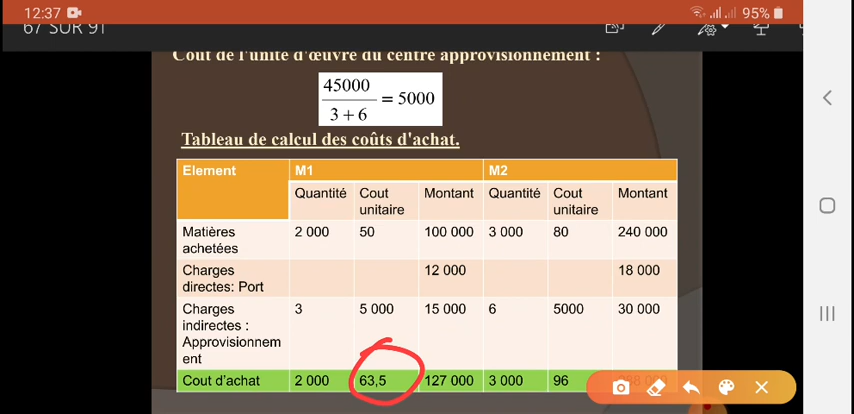 12:37 95%
67 SUR 91
Cout de l'unité d'œuvre du centre approvisionnement :
45000
= 5000
3 + 6
Tableau de calcul des coûts d'achat.
Element M1 M2
Quantité Cout unitaire Montant Quantité Cout unitaire Montant
Matières achetées 2 000 50 100 000 3 000 80 240 000
Charges directes: Port 12 000 18 000
Charges indirectes : Approvisionnem ent 3 5 000 15 000 6 5000 30 000
Cout d'achat 2 000 63,5 127 000 3 000 96